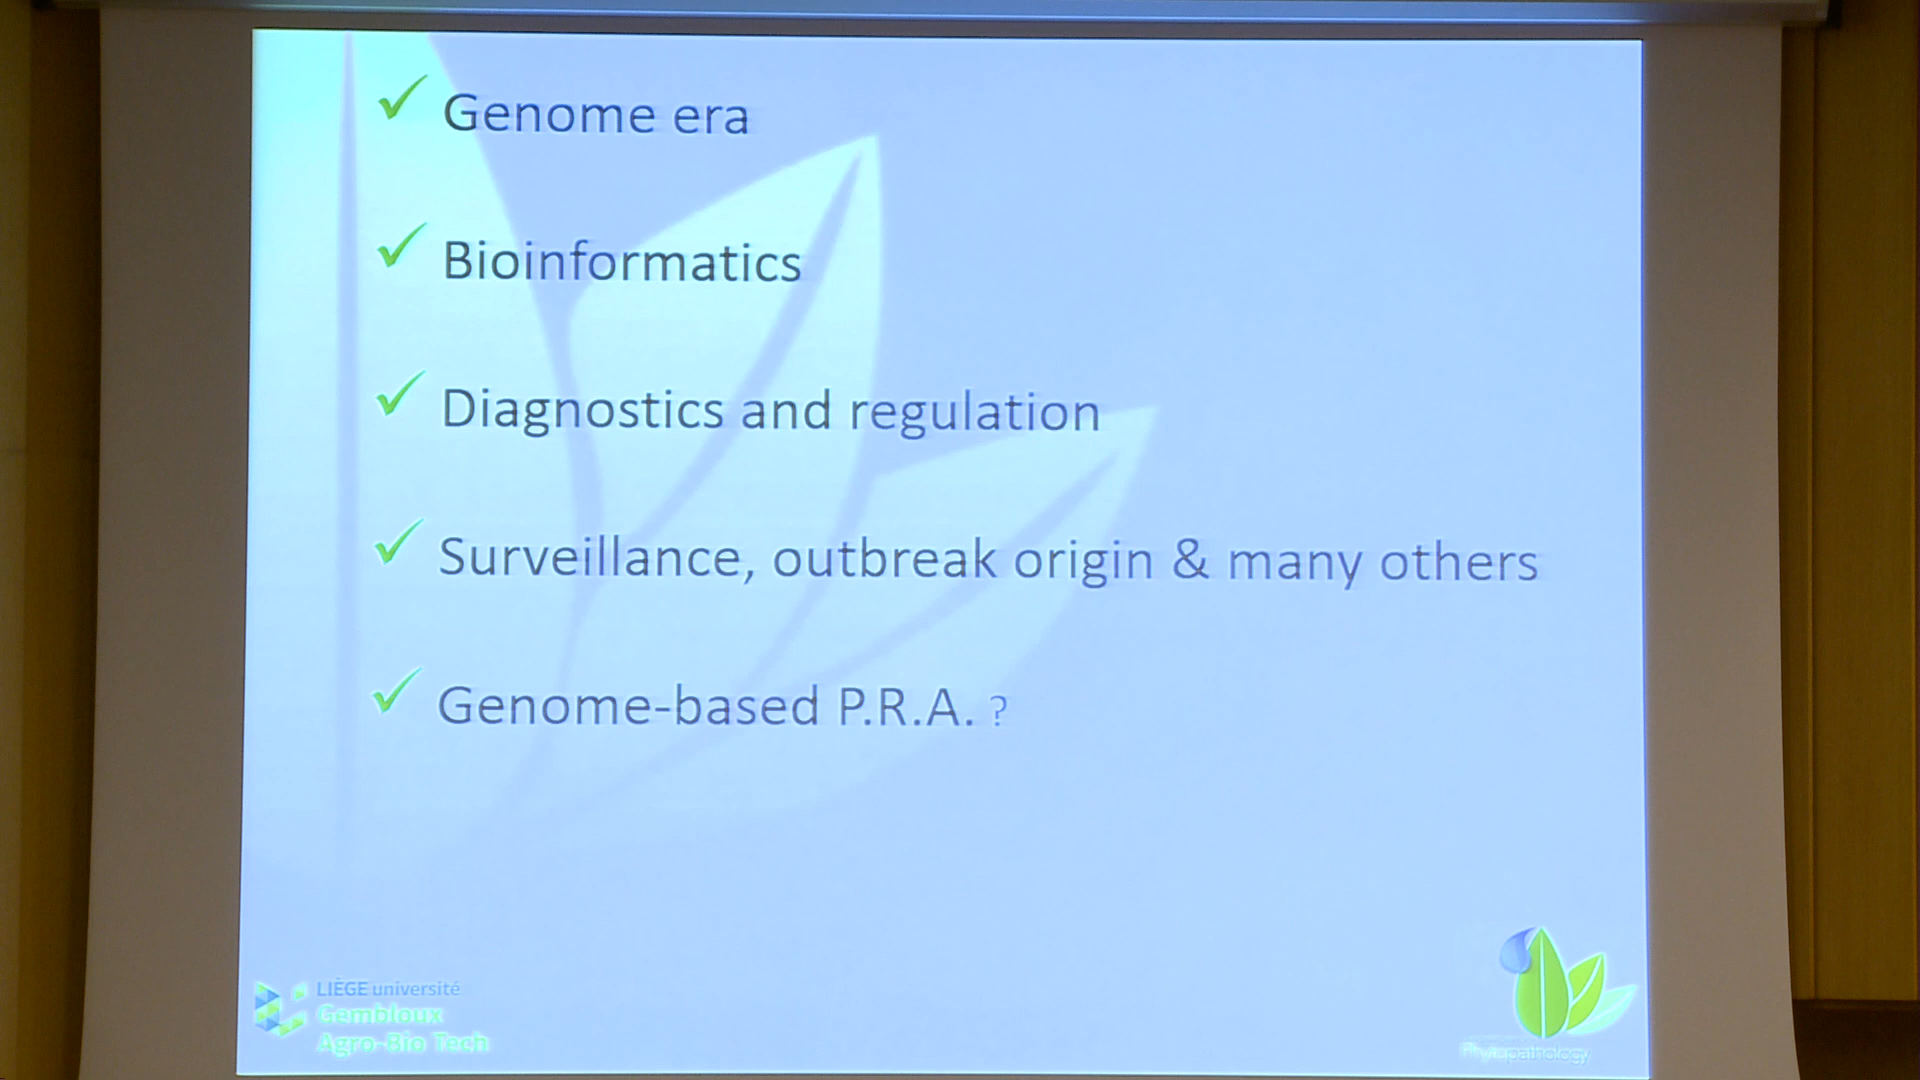 Genome era
Bioinformatics
Diagnostics and regulation
Surveillance, outbreak origin & many others
Genome-based P.R.A. ?
LIÈGE université
Gembloux
Agro-Bio Tech
Phytopathology